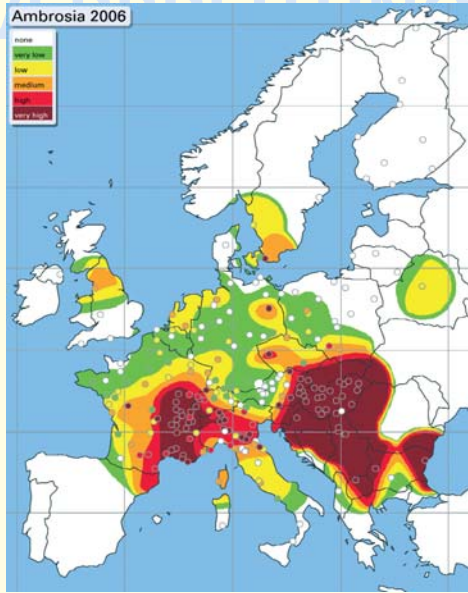 Ambrosia 2006
none
very low
low
medium
high
very high